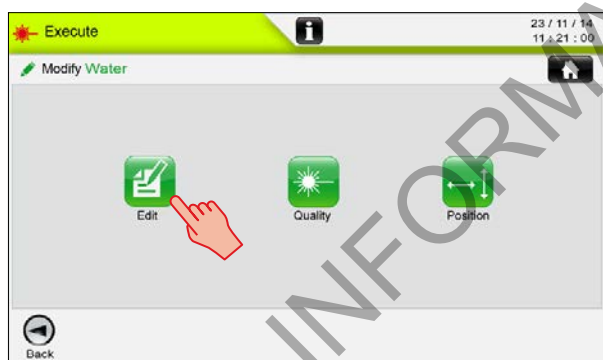 Execute
i
23 / 11 / 14
11 : 21 : 00
Modify Water
Edit
Quality
Position
Back
INFORMA